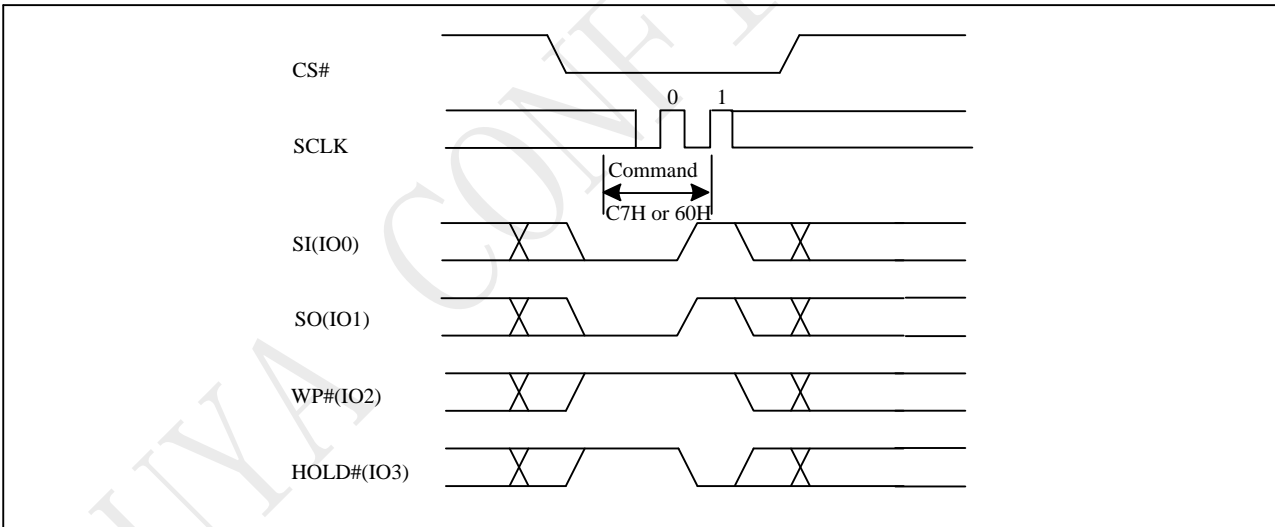 CS#
0 1
SCLK
Command
C7H or 60H
SI(IO0)
SO(IO1)
WP#(IO2)
HOLD#(IO3)